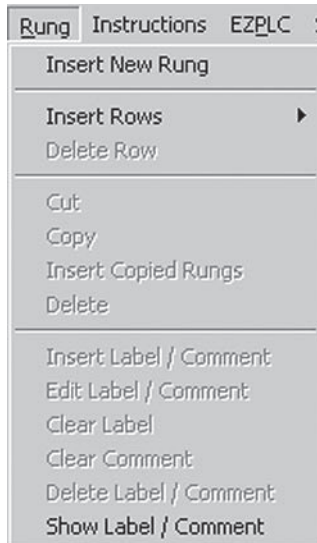 Rung Instructions EZPLC
Insert New Rung
Insert Rows
Delete Row
Cut
Copy
Insert Copied Rungs
Delete
Insert Label / Comment
Edit Label / Comment
Clear Label
Clear Comment
Delete Label / Comment
Show Label / Comment